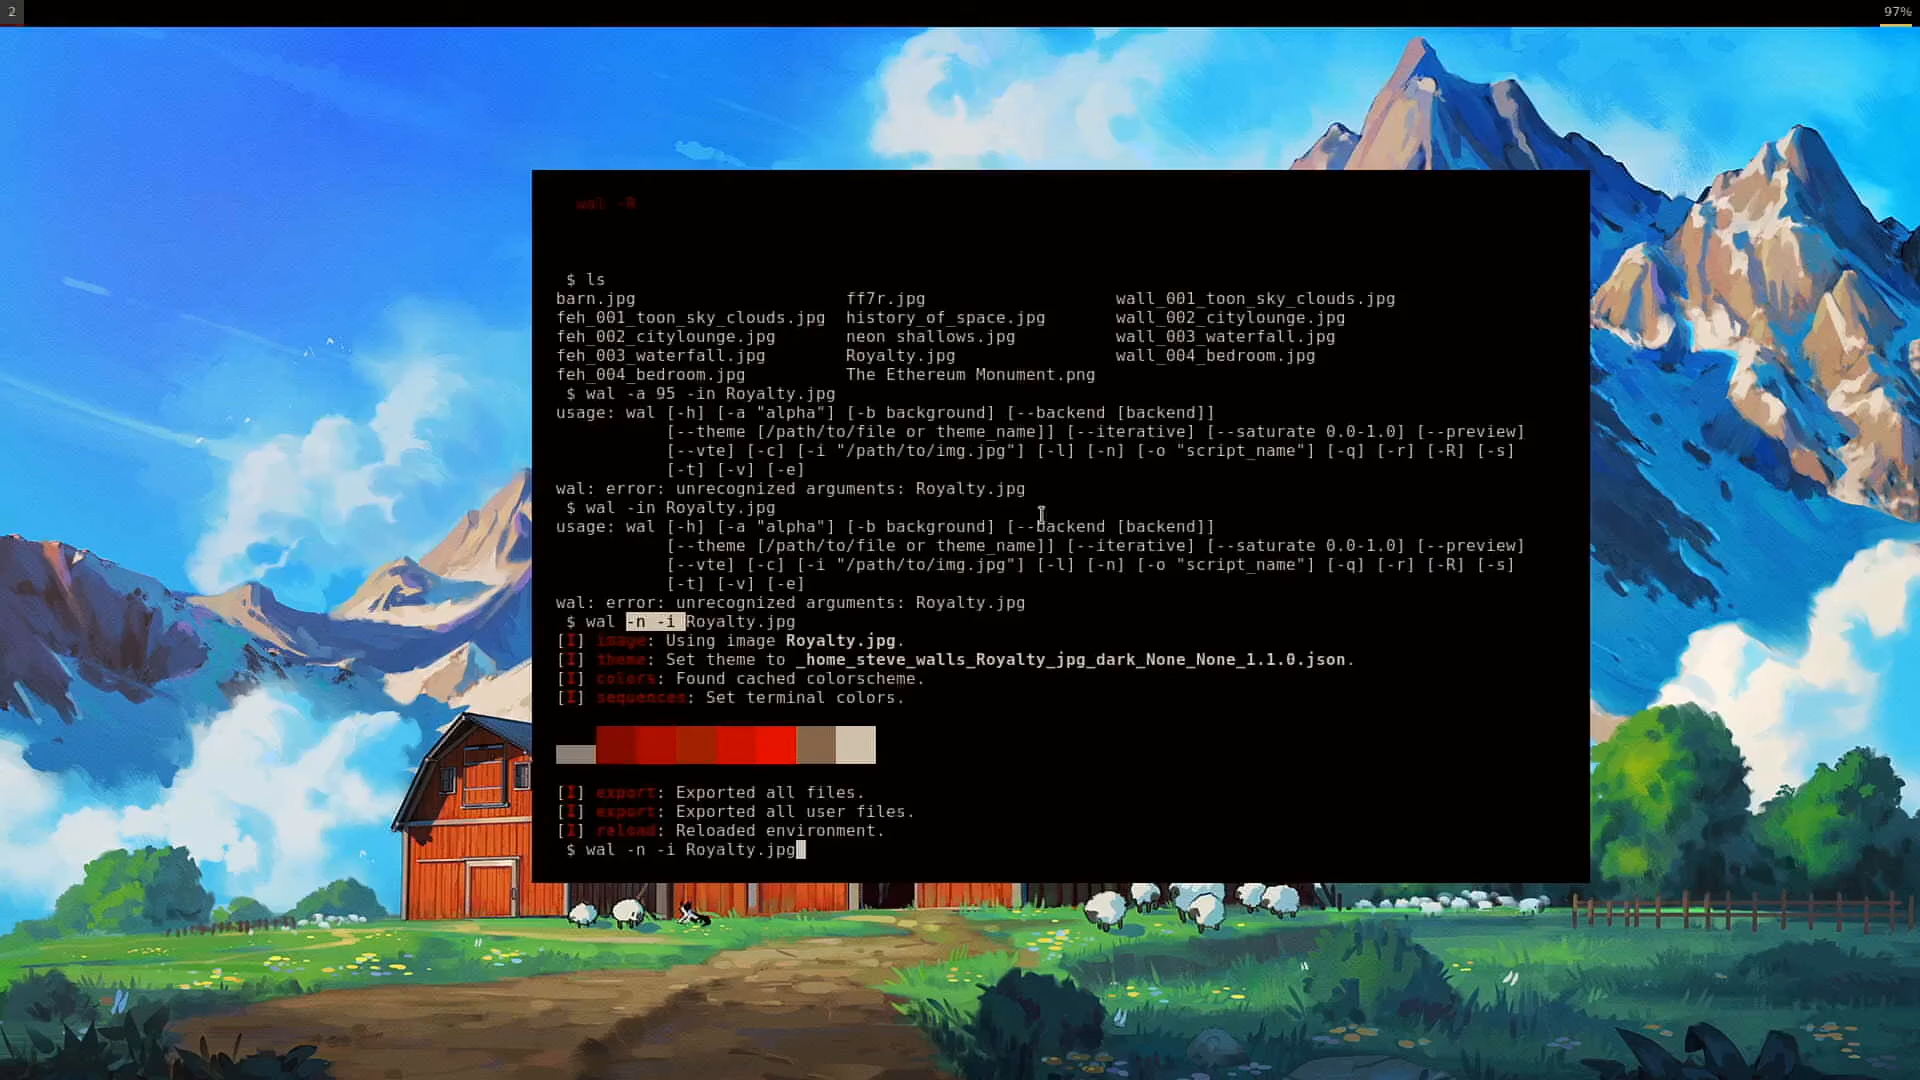 2
97%
wal -R
$ ls
barn.jpg ff7r.jpg wall_001_toon_sky_clouds.jpg
feh_001_toon_sky_clouds.jpg history_of_space.jpg wall_002_citylounge.jpg
feh_002_citylounge.jpg neon shallows.jpg wall_003_waterfall.jpg
feh_003_waterfall.jpg Royalty.jpg wall_004_bedroom.jpg
feh_004_bedroom.jpg The Ethereum Monument.png
$ wal -a 95 -in Royalty.jpg
usage: wal [-h] [-a "alpha"] [-b background] [--backend [backend]]
[--theme [/path/to/file or theme_name]] [--iterative] [--saturate 0.0-1.0] [--preview]
[--vte] [-c] [-i "/path/to/img.jpg"] [-l] [-n] [-o "script_name"] [-q] [-r] [-R] [-s]
[-t] [-v] [-e]
wal: error: unrecognized arguments: Royalty.jpg
$ wal -in Royalty.jpg
usage: wal [-h] [-a "alpha"] [-b background] [--backend [backend]]
[--theme [/path/to/file or theme_name]] [--iterative] [--saturate 0.0-1.0] [--preview]
[--vte] [-c] [-i "/path/to/img.jpg"] [-l] [-n] [-o "script_name"] [-q] [-r] [-R] [-s]
[-t] [-v] [-e]
wal: error: unrecognized arguments: Royalty.jpg
$ wal -n -i Royalty.jpg
[I] image: Using image Royalty.jpg.
[I] theme: Set theme to _home_steve_walls_Royalty_jpg_dark_None_None_1.1.0.json.
[I] colors: Found cached colorscheme.
[I] sequences: Set terminal colors.
[I] export: Exported all files.
[I] export: Exported all user files.
[I] reload: Reloaded environment.
$ wal -n -i Royalty.jpg